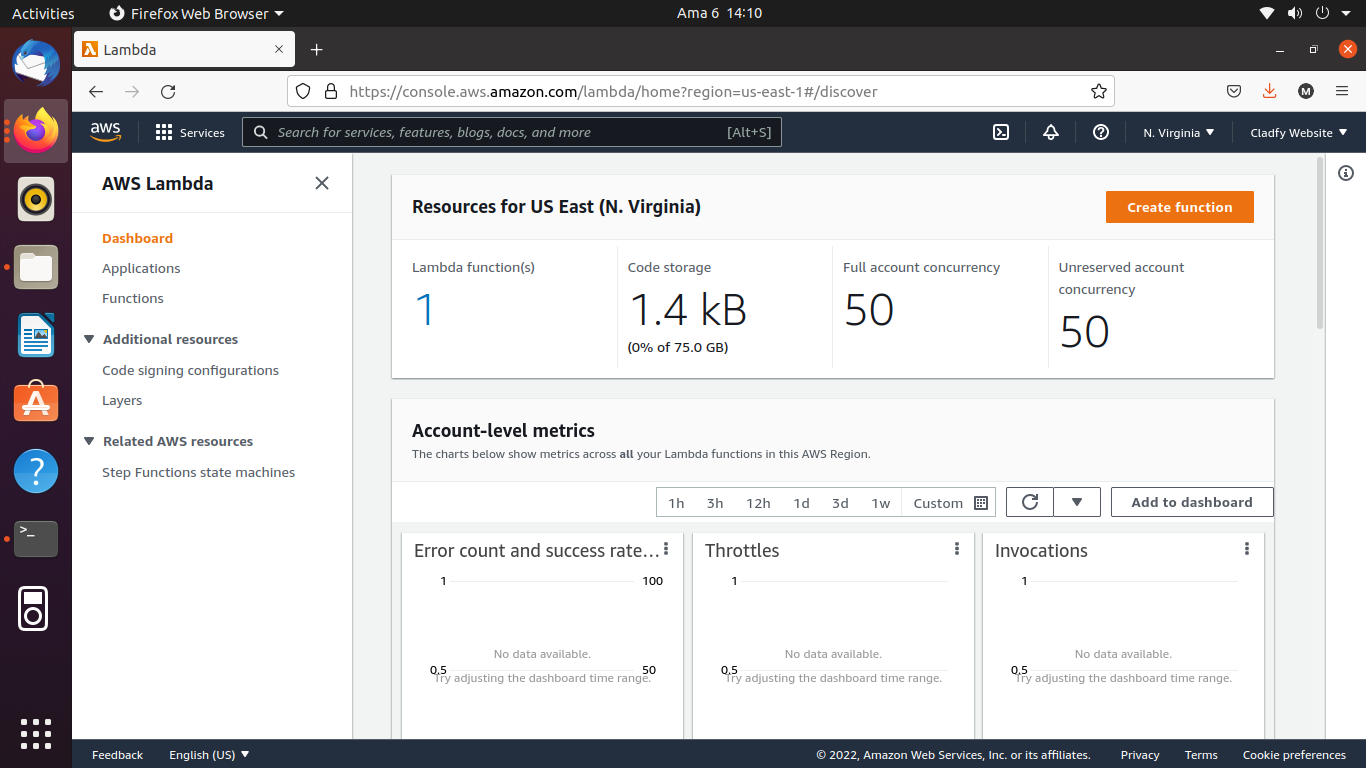 Activities Firefox Web Browser Ama 6 14:10
Lambda
https://console.aws.amazon.com/lambda/home?region=us-east-1#/discover
M
aws Services Search for services, features, blogs, docs, and more [Alt+S] N. Virginia Cladfy Website
AWS Lambda
Dashboard
Applications
Functions
Additional resources
Code signing configurations
Layers
Related AWS resources
Step Functions state machines
Resources for US East (N. Virginia) Create function
Lambda function(s)
1
Code storage
1.4 kB
(0% of 75.0 GB)
Full account concurrency
50
Unreserved account
concurrency
50
Account-level metrics
The charts below show metrics across all your Lambda functions in this AWS Region.
1h 3h 12h 1d 3d 1w Custom Add to dashboard
Error count and success rate…
1 100
No data available.
0.5 50
Try adjusting the dashboard time range.
Throttles
1
No data available.
0.5
Try adjusting the dashboard time range.
Invocations
1
No data available.
0.5
Try adjusting the dashboard time range.
Feedback English (US) © 2022, Amazon Web Services, Inc. or its affiliates. Privacy Terms Cookie preferences